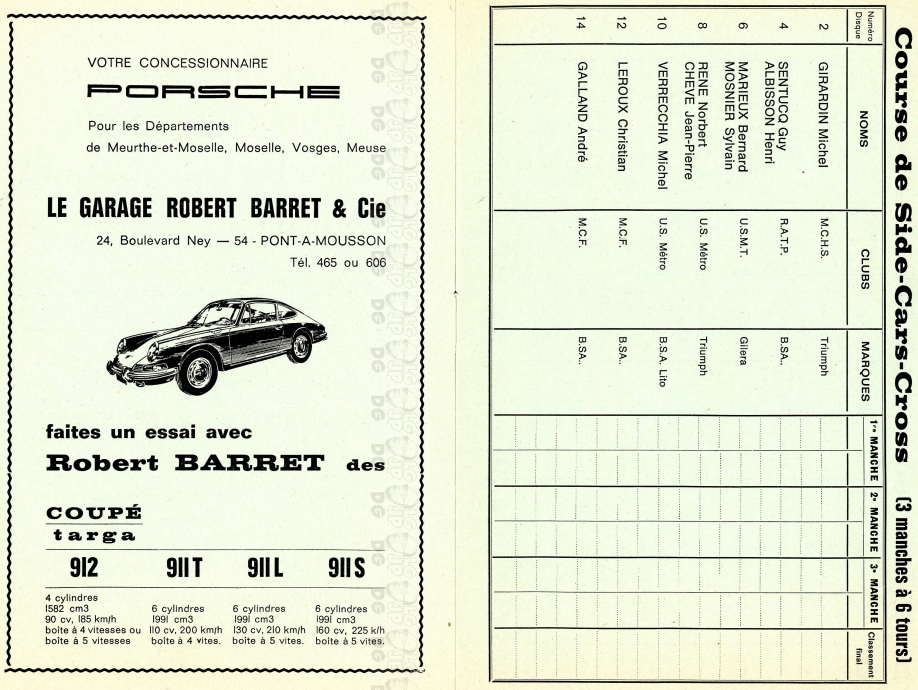 VOTRE CONCESSIONNAIRE
PORSCHE
Pour les Départements
de Meurthe-et-Moselle, Moselle, Vosges, Meuse
LE GARAGE ROBERT BARRET & Cie
24, Boulevard Ney — 54 - PONT-A-MOUSSON
Tél. 465 ou 606
faites un essai avec
Robert BARRET des
COUPÉ
targa
912 911 T 911 L 911 S
4 cylindres
1582 cm3 6 cylindres 6 cylindres 6 cylindres
90 cv, 185 km/h 1991 cm3 1991 cm3 1991 cm3
boîte à 4 vitesses ou 110 cv, 200 km/h 130 cv, 210 km/h 160 cv, 225 k/h
boîte à 5 vitesses boîte à 4 vites. boîte à 5 vites. boîte à 5 vites.
Course de Side-Cars-Cross (3 manches à 6 tours)
Numéro Disque NOMS CLUBS MARQUES 1re MANCHE 2e MANCHE 3e MANCHE Classement final
2 GIRARDIN Michel M.C.H.S. Triumph
4 SENTUCQ Guy R.A.T.P. B.S.A..
ALBISSON Henri
6 MARIEUX Bernard U.S.M.T. Gilera
MOSNIER Sylvain
8 RENE Norbert U.S. Métro Triumph
CHEVE Jean-Pierre
10 VERRECCHIA Michel U.S. Métro B.S.A. Lito
12 LEROUX Christian M.C.F. B.S.A..
14 GALLAND André M.C.F. B.S.A..